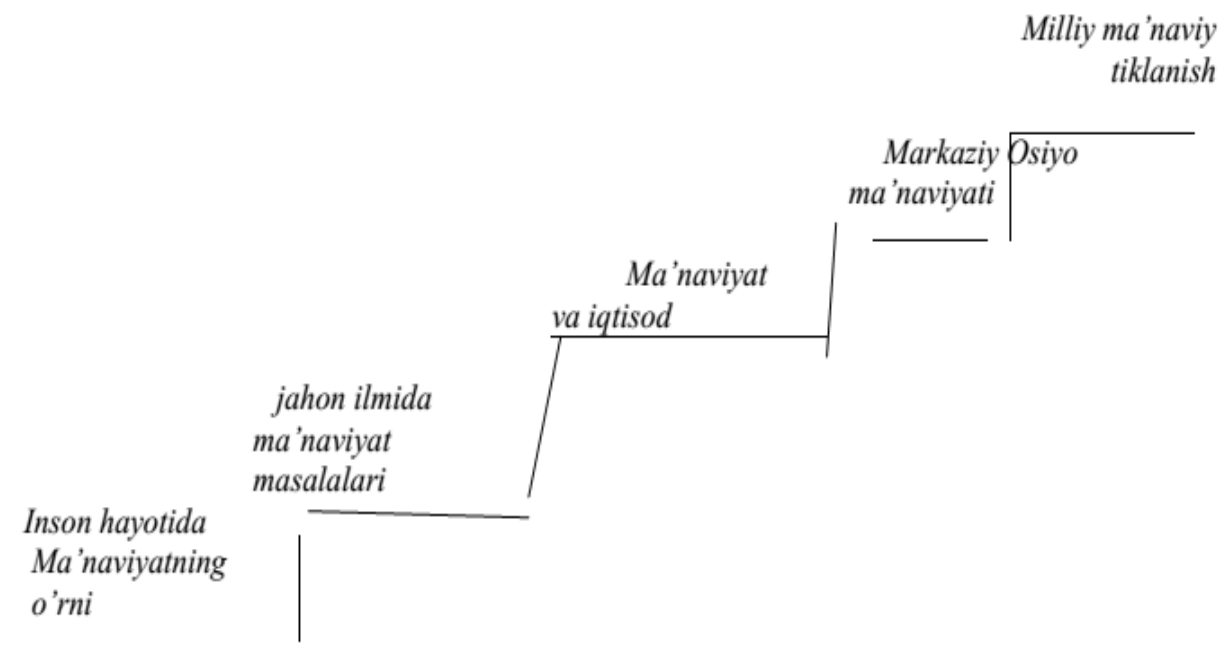 Milliy ma’naviy
tiklanish
Markaziy Osiyo
ma’naviyati
Ma’naviyat
va iqtisod
jahon ilmida
ma’naviyat
masalalari
Inson hayotida
Ma’naviyatning
o’rni